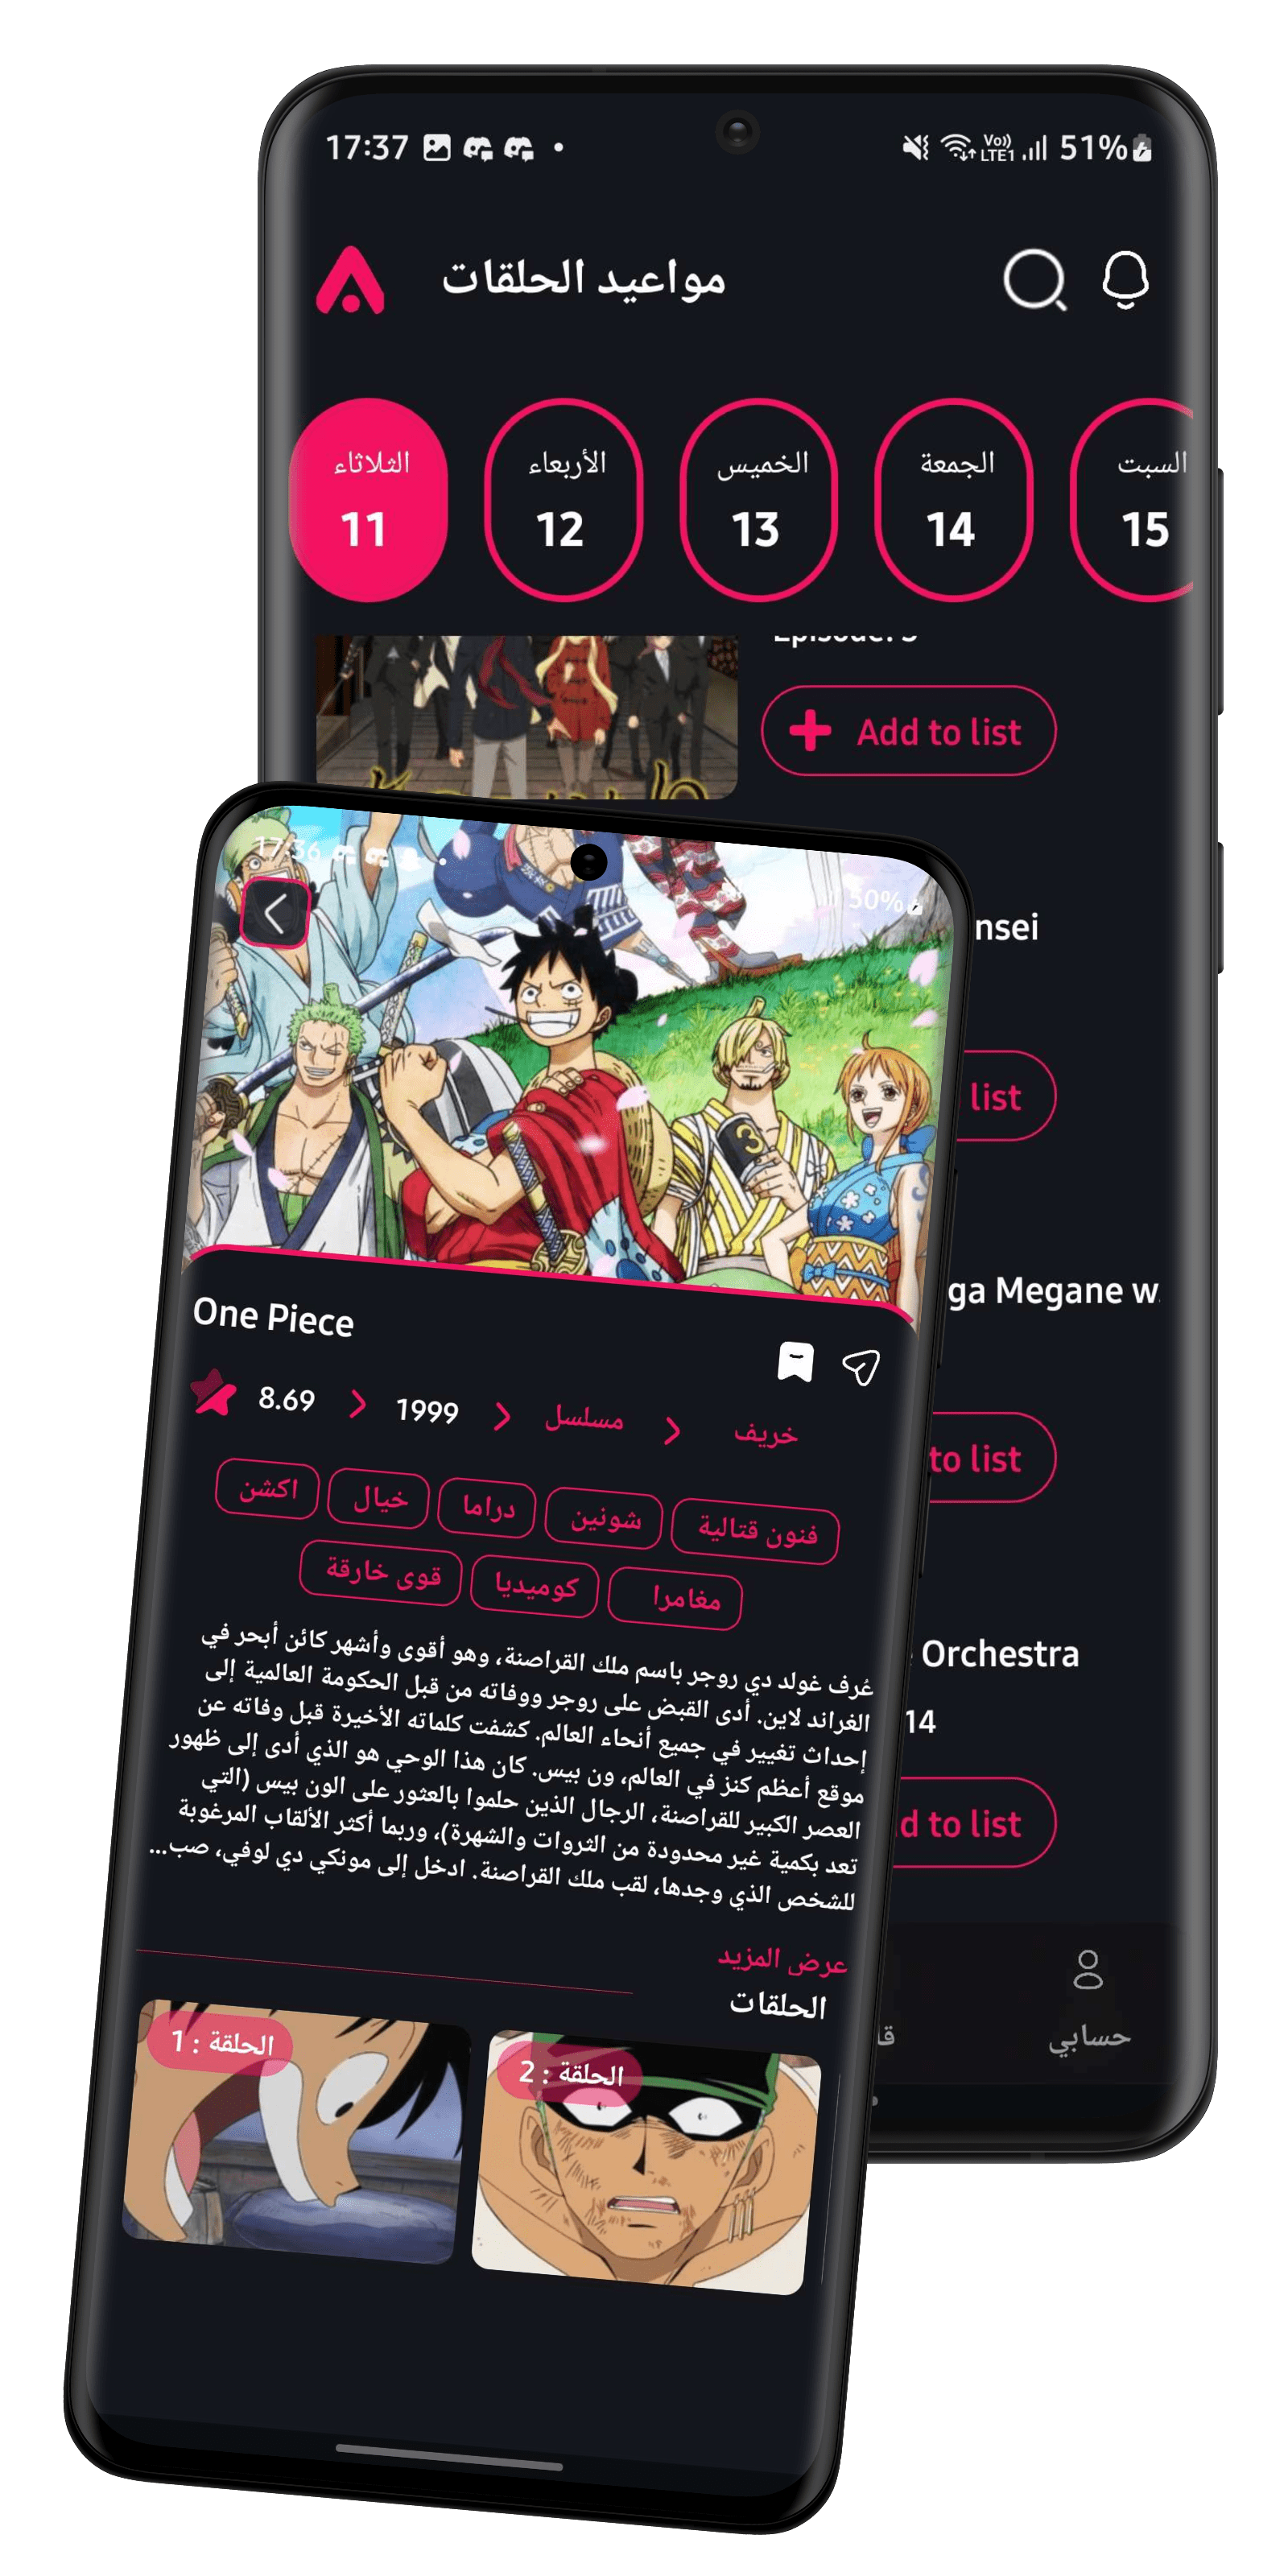 17:37
Vo))
LTE1
51%
مواعيد الحلقات
الثلاثاء
11
الأربعاء
12
الخميس
13
الجمعة
14
السبت
15
Add to list
nsei
list
ga Megane w
to list
Orchestra
14
d to list
حسابي
17:36
50%
One Piece
8.69
1999
مسلسل
خريف
اكشن
خيال
دراما
شونين
فنون قتالية
قوى خارقة
كوميديا
مغامرا
عُرف غولد دي روجر باسم ملك القراصنة، وهو أقوى وأشهر كائن أبحر في
الغراند لاين. أدى القبض على روجر ووفاته من قبل الحكومة العالمية إلى
إحداث تغيير في جميع أنحاء العالم. كشفت كلماته الأخيرة قبل وفاته عن
موقع أعظم كنز في العالم، ون بيس. كان هذا الوحي هو الذي أدى إلى ظهور
العصر الكبير للقراصنة، الرجال الذين حلموا بالعثور على الون بيس (التي
تعد بكمية غير محدودة من الثروات والشهرة)، وربما أكثر الألقاب المرغوبة
للشخص الذي وجدها، لقب ملك القراصنة. ادخل إلى مونكي دي لوفي، صب...
عرض المزيد
الحلقات
الحلقة : 1
الحلقة : 2